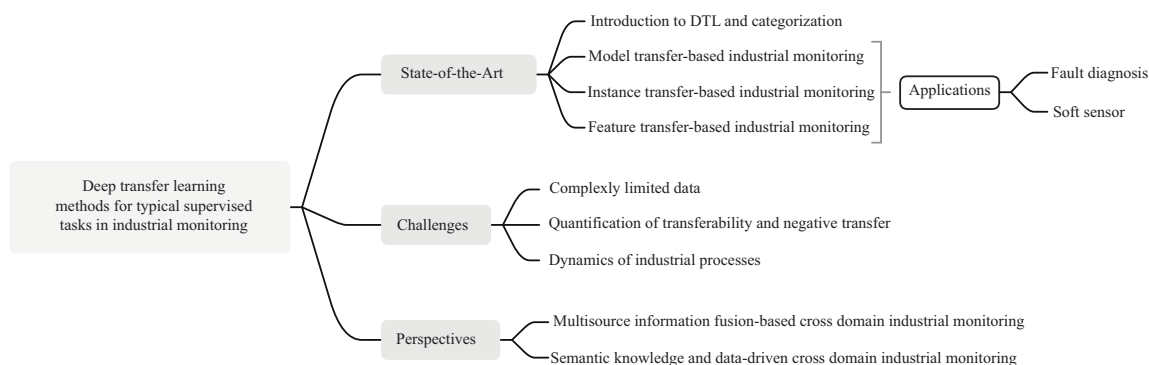 Deep transfer learning
methods for typical supervised
tasks in industrial monitoring
State-of-the-Art
Introduction to DTL and categorization
Model transfer-based industrial monitoring
Instance transfer-based industrial monitoring
Feature transfer-based industrial monitoring
Applications
Fault diagnosis
Soft sensor
Challenges
Complexly limited data
Quantification of transferability and negative transfer
Dynamics of industrial processes
Perspectives
Multisource information fusion-based cross domain industrial monitoring
Semantic knowledge and data-driven cross domain industrial monitoring